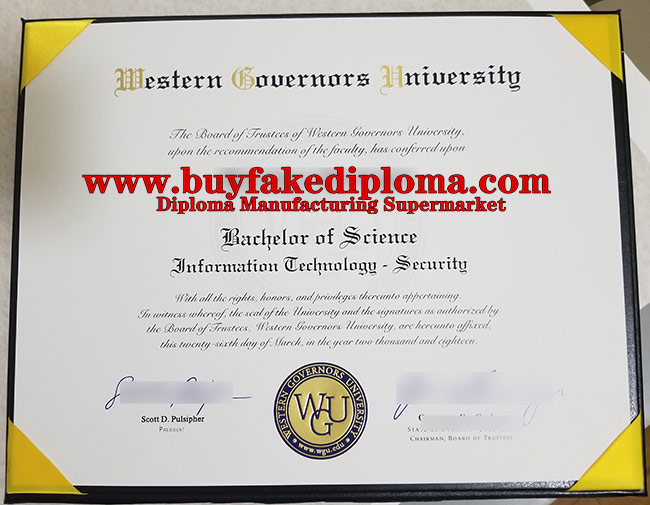 Western Governors University
The Board of Trustees of Western Governors University,
upon the recommendation of the faculty, has conferred upon
www.buyfakediploma.com
Diploma Manufacturing Supermarket
Bachelor of Science
Information Technology - Security
With all the rights, honors, and privileges thereunto appertaining.
In witness whereof, the seal of the University and the signatures as authorized by
the Board of Trustees, Western Governors University, are hereunto affixed,
this twenty-sixth day of March, in the year two thousand and eighteen.
Scott D. Pulsipher
President
WESTERN GOVERNORS UNIVERSITY
WGU
www.wgu.edu
Chairman, Board of Trustees